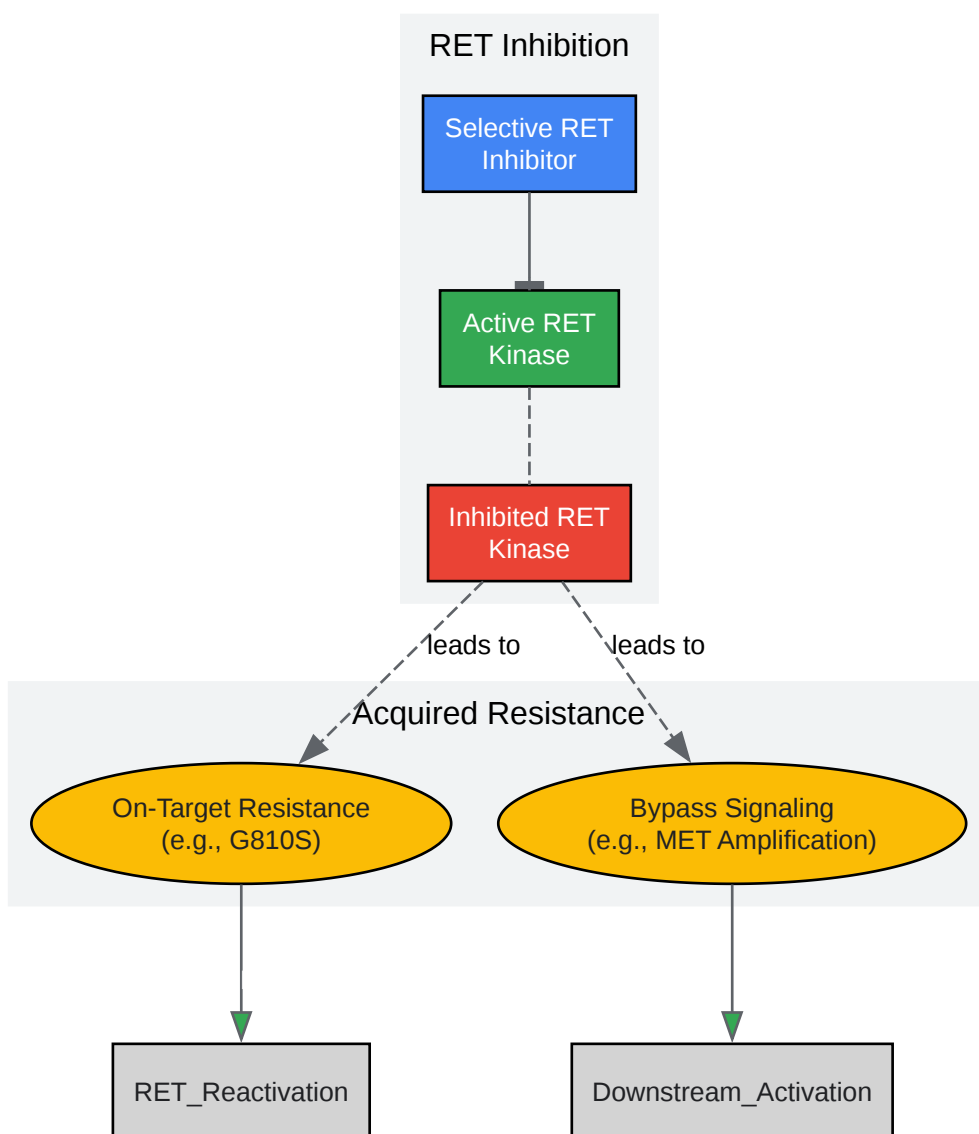 RET Inhibition
Selective RET
Inhibitor
Active RET
Kinase
Inhibited RET
Kinase
leads to
leads to
Acquired Resistance
On-Target Resistance
(e.g., G810S)
Bypass Signaling
(e.g., MET Amplification)
RET_Reactivation
Downstream_Activation